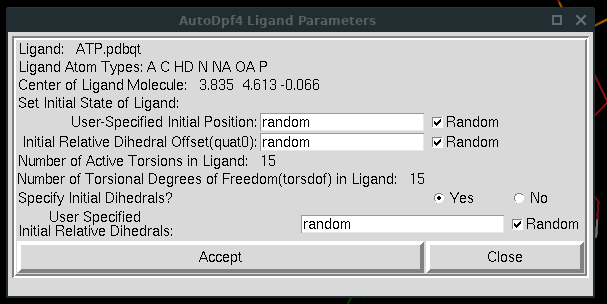 AutoDpf4 Ligand Parameters
Ligand: ATP.pdbqt
Ligand Atom Types: A C HD N NA OA P
Center of Ligand Molecule: 3.835 4.613 -0.066
Set Initial State of Ligand:
User-Specified Initial Position: random Random
Initial Relative Dihedral Offset(quat0): random Random
Number of Active Torsions in Ligand: 15
Number of Torsional Degrees of Freedom(torsdof) in Ligand: 15
Specify Initial Dihedrals? Yes No
User Specified
Initial Relative Dihedrals: random Random
Accept Close